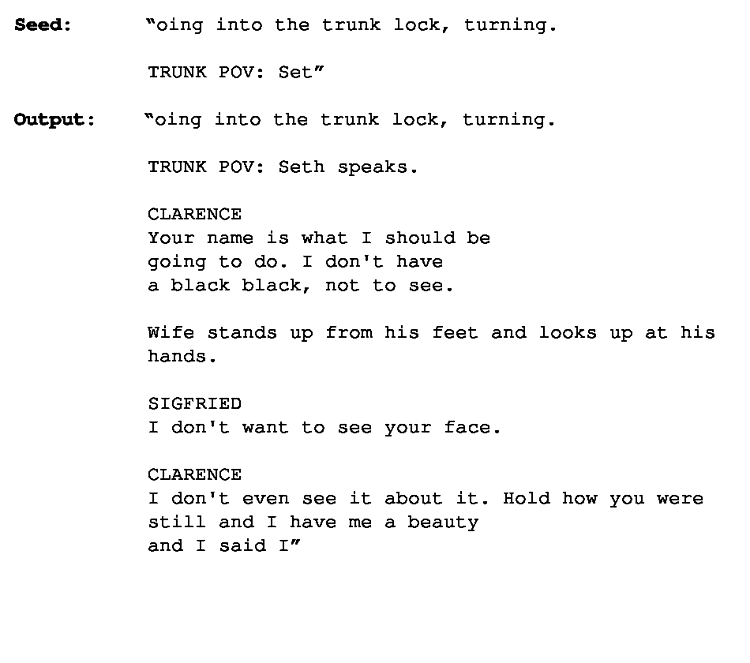 Seed: "oing into the trunk lock, turning.
TRUNK POV: Set"
Output: "oing into the trunk lock, turning.
TRUNK POV: Seth speaks.
CLARENCE
Your name is what I should be
going to do. I don't have
a black black, not to see.
Wife stands up from his feet and looks up at his
hands.
SIGFRIED
I don't want to see your face.
CLARENCE
I don't even see it about it. Hold how you were
still and I have me a beauty
and I said I"